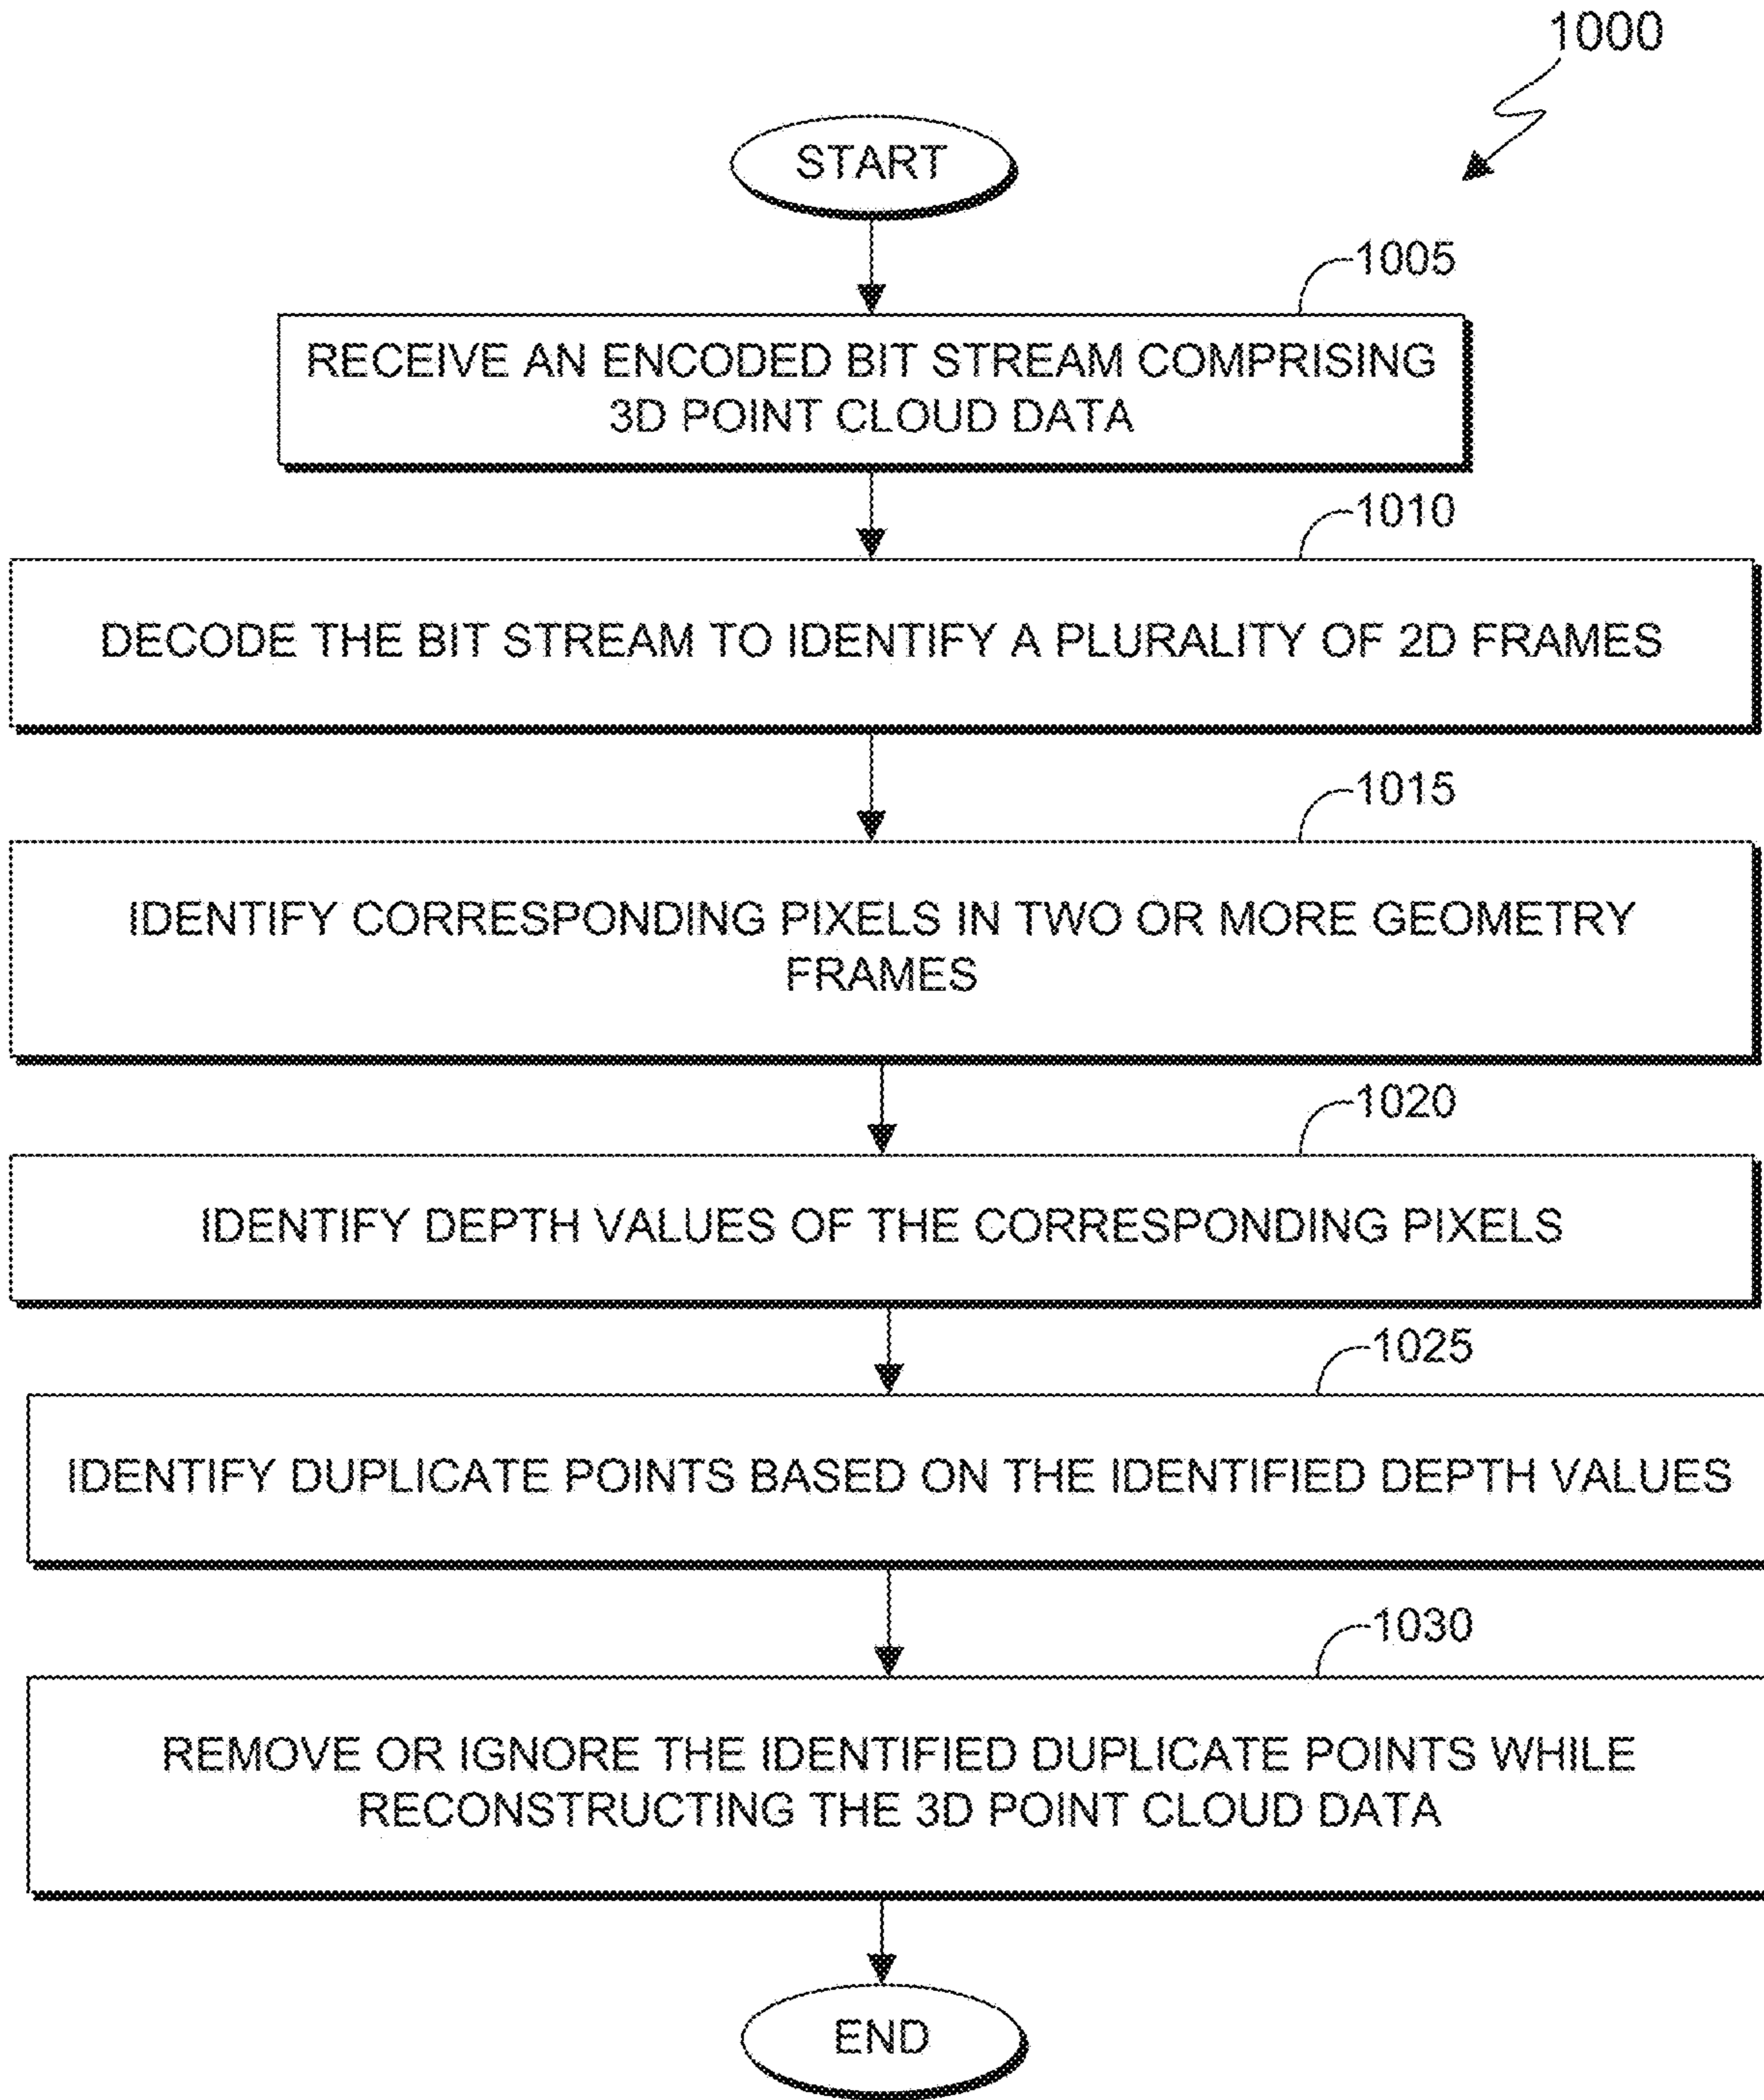 1000
START
1005
RECEIVE AN ENCODED BIT STREAM COMPRISING
3D POINT CLOUD DATA
1010
DECODE THE BIT STREAM TO IDENTIFY A PLURALITY OF 2D FRAMES
1015
IDENTIFY CORRESPONDING PIXELS IN TWO OR MORE GEOMETRY
FRAMES
1020
IDENTIFY DEPTH VALUES OF THE CORRESPONDING PIXELS
1025
IDENTIFY DUPLICATE POINTS BASED ON THE IDENTIFIED DEPTH VALUES
1030
REMOVE OR IGNORE THE IDENTIFIED DUPLICATE POINTS WHILE
RECONSTRUCTING THE 3D POINT CLOUD DATA
END